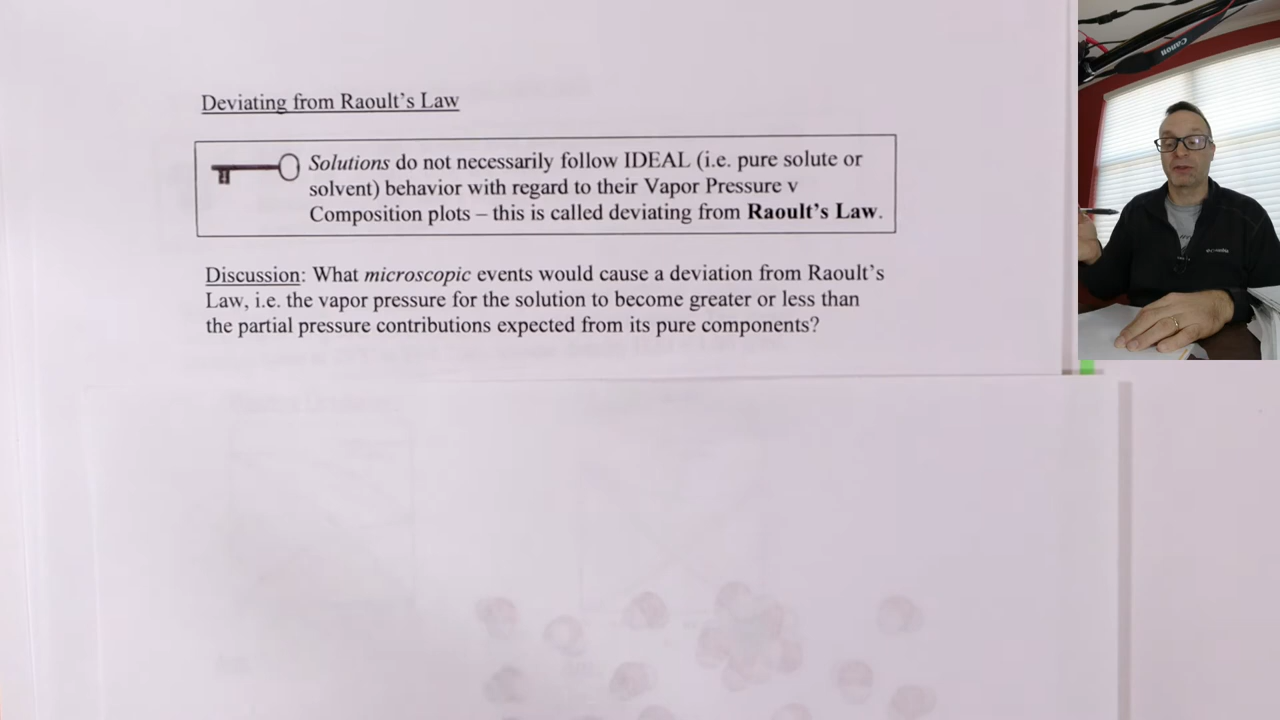 Deviating from Raoult's Law
Solutions do not necessarily follow IDEAL (i.e. pure solute or
solvent) behavior with regard to their Vapor Pressure v
Composition plots – this is called deviating from Raoult's Law.
Discussion: What microscopic events would cause a deviation from Raoult's
Law, i.e. the vapor pressure for the solution to become greater or less than
the partial pressure contributions expected from its pure components?
Canon